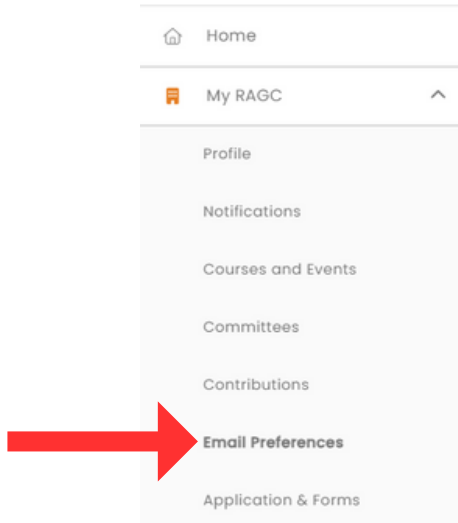 Home
My RAGC
Profile
Notifications
Courses and Events
Committees
Contributions
Email Preferences
Application & Forms